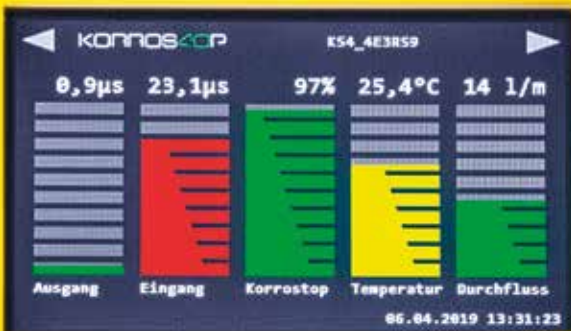 KORROSTOP KS4_4E3RS9
0,9µs 23,1µs 97% 25,4°C 14 l/m
Ausgang Eingang Korrostop Temperatur Durchfluss
06.04.2019 13:31:23